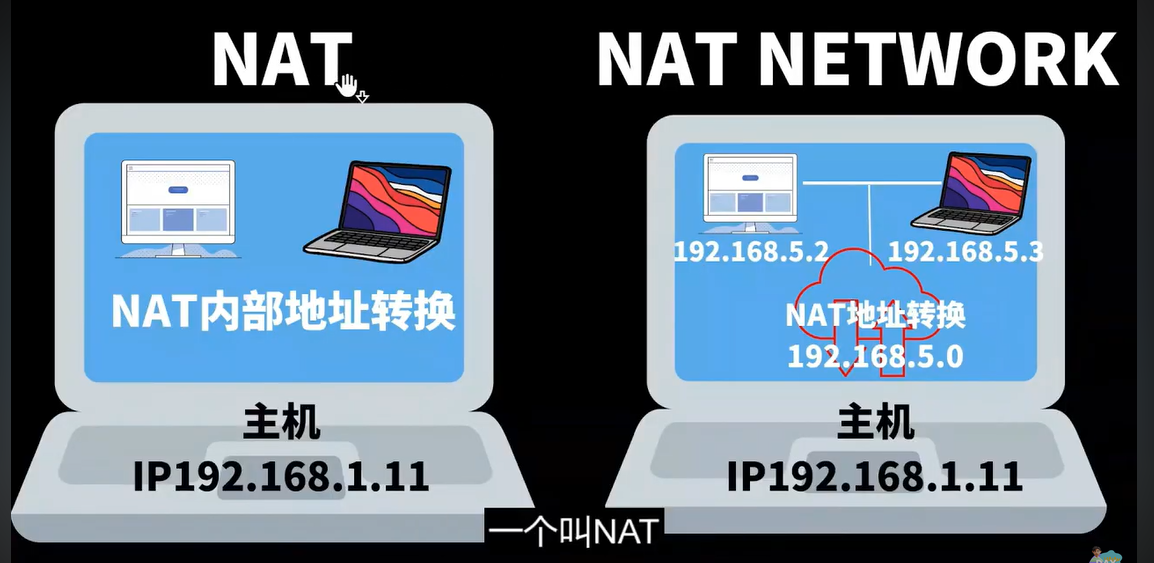 NAT
NAT内部地址转换
主机
IP192.168.1.11
NAT NETWORK
192.168.5.2
192.168.5.3
NAT地址转换
192.168.5.0
主机
IP192.168.1.11
一个叫NAT